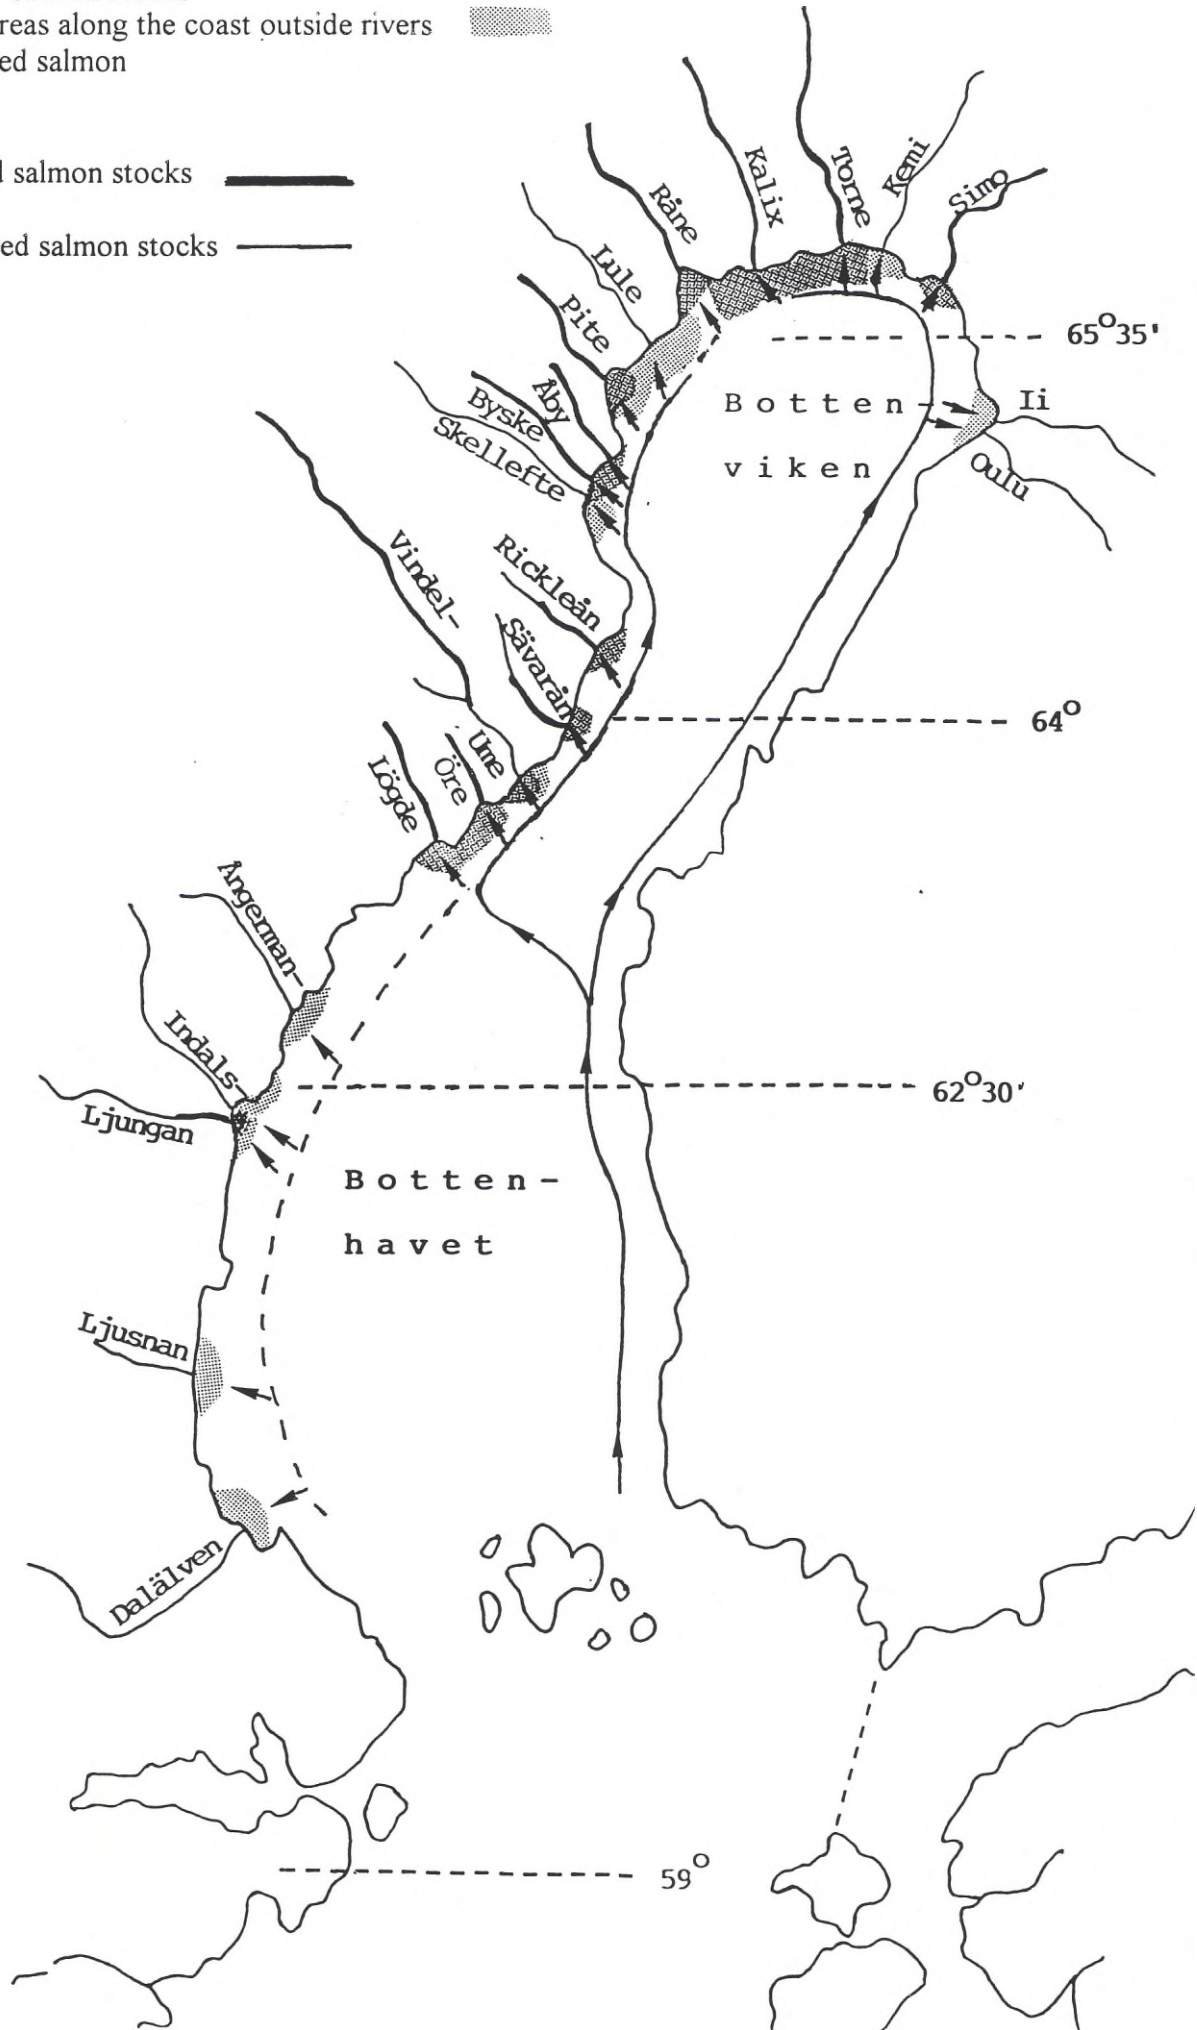 reas along the coast outside rivers
ed salmon
salmon stocks
ed salmon stocks
Råne
Kalix
Torne
Kemi
Simo
Lule
Pite
65°35'
Åby
Byske
Skellefte
Botten-
viken
Ii
Oulu
Vindel-
Rickleån
Sävarån
64°
Ume
Öre
Lögde
Ångerman-
Indals-
Ljungan
62°30'
Botten-
havet
Ljusnan
Dalälven
59°